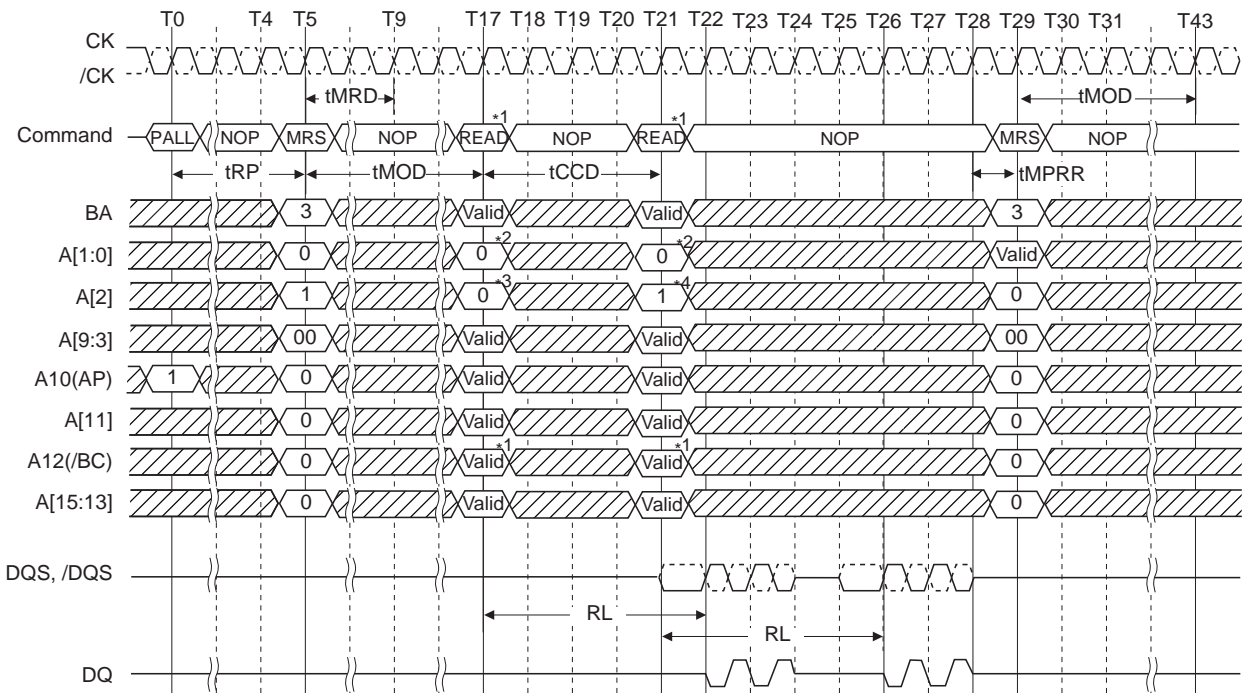 T0 T4 T5 T9 T17 T18 T19 T20 T21 T22 T23 T24 T25 T26 T27 T28 T29 T30 T31 T43
CK
/CK
tMRD tMOD
Command PALL NOP MRS NOP READ*1 NOP READ*1 NOP MRS NOP
tRP tMOD tCCD tMPRR
BA 3 Valid Valid 3
A[1:0] 0 0*2 0*2 Valid
A[2] 1 0*3 1*4 0
A[9:3] 00 Valid Valid 00
A10(AP) 1 0 Valid Valid 0
A[11] 0 Valid Valid 0
A12(/BC) 0 Valid*1 Valid*1 0
A[15:13] 0 Valid Valid 0
DQS, /DQS
RL
RL
DQ